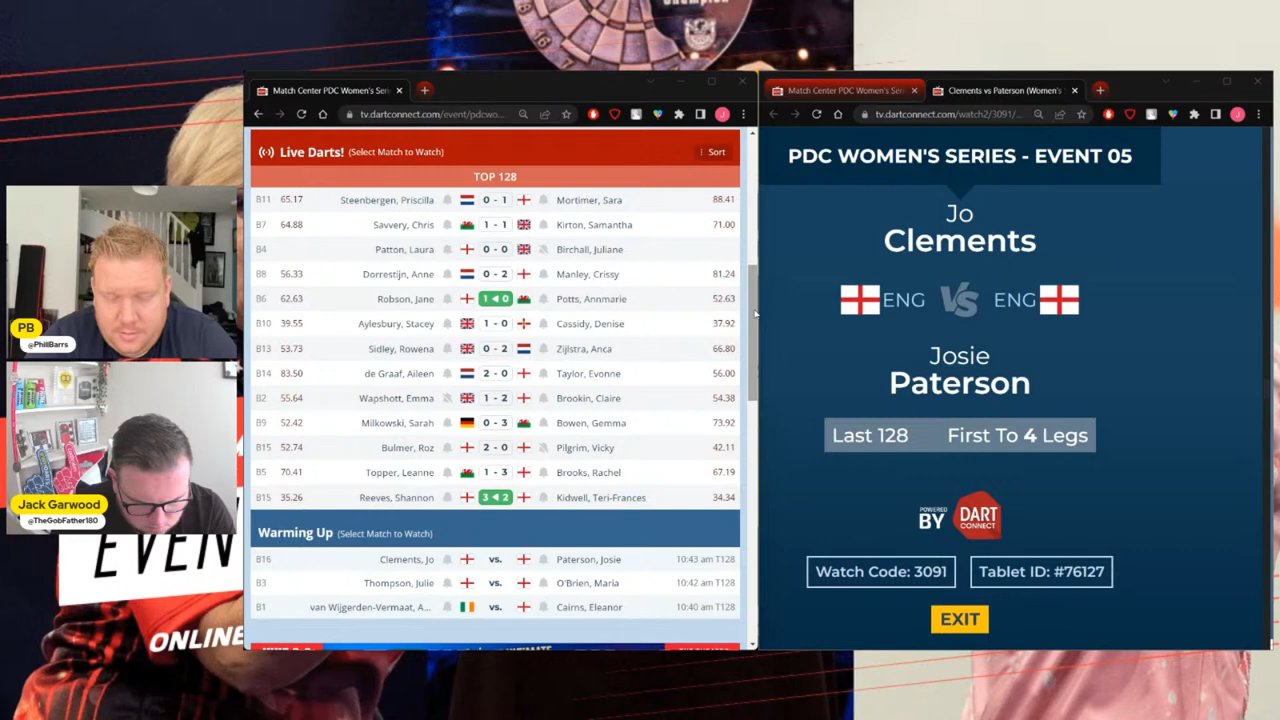 Champion
Match Center PDC Women's Seri
tv.dartconnect.com/event/pdcwo...
Match Center PDC Women's Seri
Clements vs Paterson (Women's
tv.dartconnect.com/watch2/3091/...
Live Darts! (Select Match to Watch)
Sort
TOP 128
B11 65.17 Steenbergen, Priscilla 0 - 1 Mortimer, Sara 88.41
B7 64.88 Savvery, Chris 1 - 1 Kirton, Samantha 71.00
B4 Patton, Laura 0 - 0 Birchall, Juliane
B8 56.33 Dorrestijn, Anne 0 - 2 Manley, Crissy 81.24
B6 62.63 Robson, Jane 1 ◄ 0 Potts, Annmarie 52.63
B10 39.55 Aylesbury, Stacey 1 - 0 Cassidy, Denise 37.92
B13 53.73 Sidley, Rowena 0 - 2 Zijlstra, Anca 66.80
B14 83.50 de Graaf, Aileen 2 - 0 Taylor, Evonne 56.00
B2 55.64 Wapshott, Emma 1 - 2 Brookin, Claire 54.38
B9 52.42 Milkowski, Sarah 0 - 3 Bowen, Gemma 73.92
B15 52.74 Bulmer, Roz 2 - 0 Pilgrim, Vicky 42.11
B5 70.41 Topper, Leanne 1 - 3 Brooks, Rachel 67.19
B15 35.26 Reeves, Shannon 3 ◄ 2 Kidwell, Teri-Frances 34.34
Warming Up (Select Match to Watch)
B16 Clements, Jo vs. Paterson, Josie 10:43 am T128
B3 Thompson, Julie vs. O'Brien, Maria 10:42 am T128
B1 van Wijgerden-Vermaat, A... vs. Cairns, Eleanor 10:40 am T128
PDC WOMEN'S SERIES - EVENT 05
Jo
Clements
ENG VS ENG
Josie
Paterson
Last 128 First To 4 Legs
POWERED
BY
DART
CONNECT
Watch Code: 3091
Tablet ID: #76127
EXIT
PB
@PhillBarrs
Jack Garwood
@TheGobFather180
EVEN
ONLINE